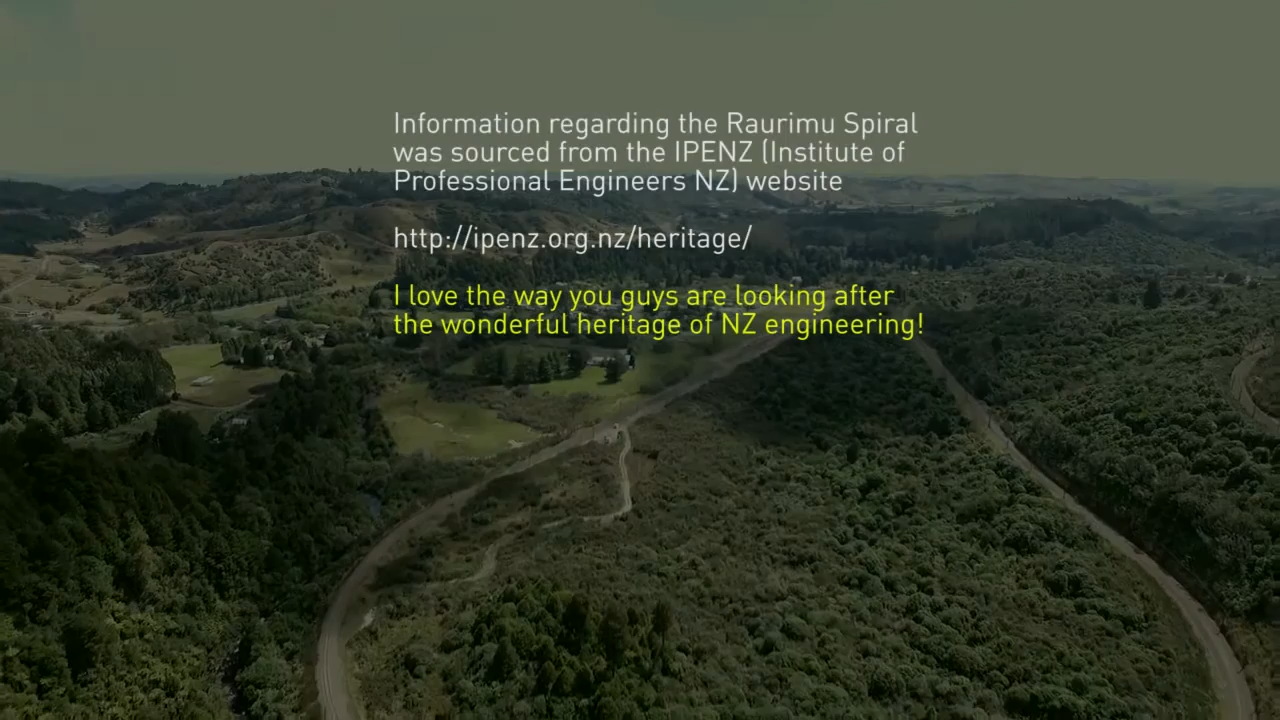 Information regarding the Raurimu Spiral
was sourced from the IPENZ (Institute of
Professional Engineers NZ) website
http://ipenz.org.nz/heritage/
I love the way you guys are looking after
the wonderful heritage of NZ engineering!